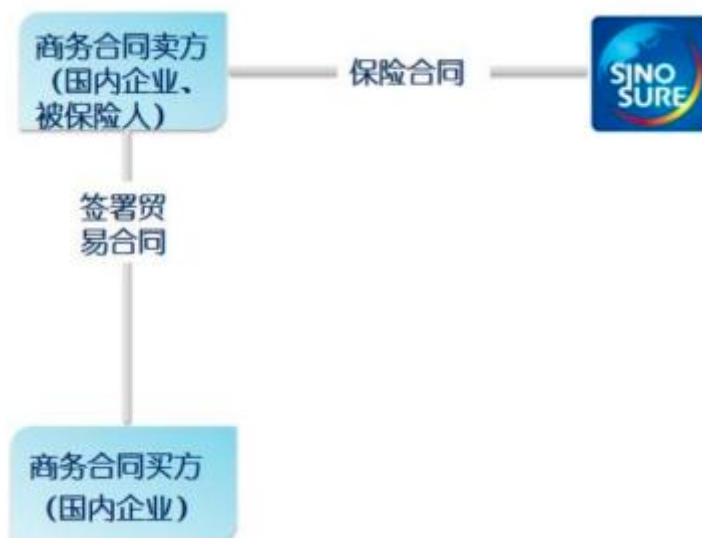 商务合同卖方
（国内企业、
被保险人）
保险合同
SINO
SURE
签署贸
易合同
商务合同买方
（国内企业）